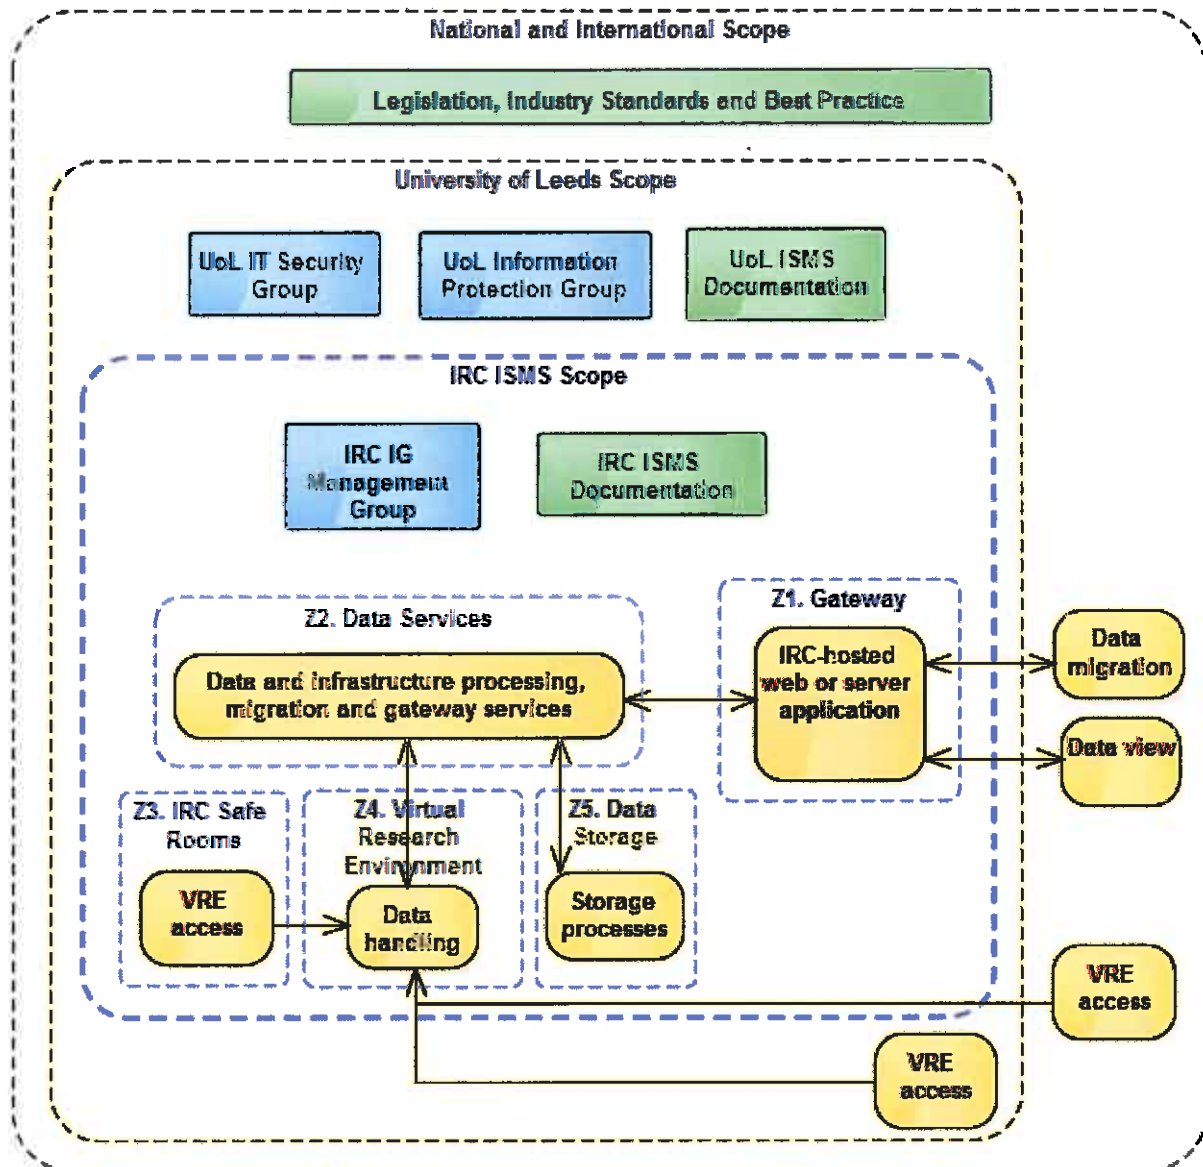 National and International Scope
Legislation, Industry Standards and Best Practice
University of Leeds Scope
UoL IT Security
Group
UoL Information
Protection Group
UoL ISMS
Documentation
IRC ISMS Scope
IRC IG
Management
Group
IRC ISMS
Documentation
Z2. Data Services
Data and infrastructure processing,
migration and gateway services
Z1. Gateway
IRC-hosted
web or server
application
Data
migration
Data view
Z3. IRC Safe
Rooms
VRE
access
Z4. Virtual
Research
Environment
Data
handling
Z5. Data
Storage
Storage
processes
VRE
access
VRE
access